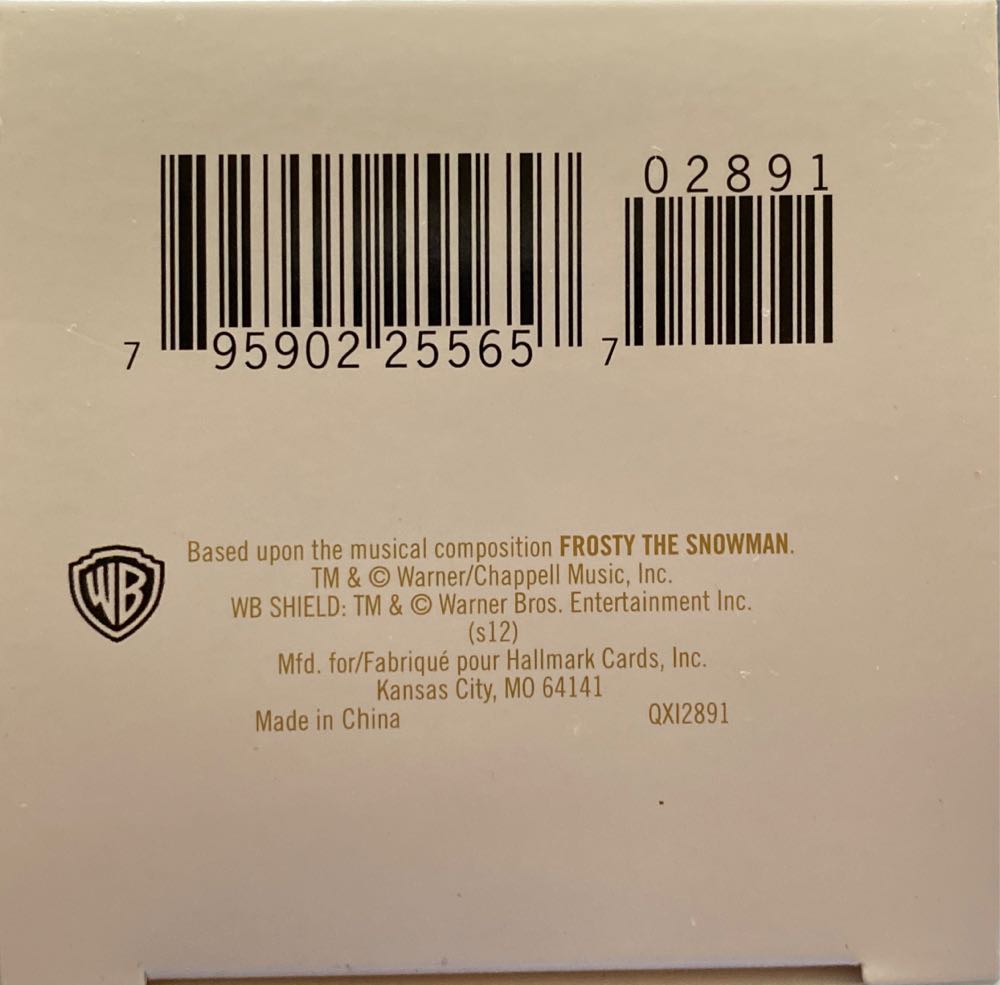 02891
7 95902 25565 7
WB
Based upon the musical composition FROSTY THE SNOWMAN.
TM & © Warner/Chappell Music, Inc.
WB SHIELD: TM & © Warner Bros. Entertainment Inc.
(s12)
Mfd. for/Fabriqué pour Hallmark Cards, Inc.
Kansas City, MO 64141
Made in China QXI2891